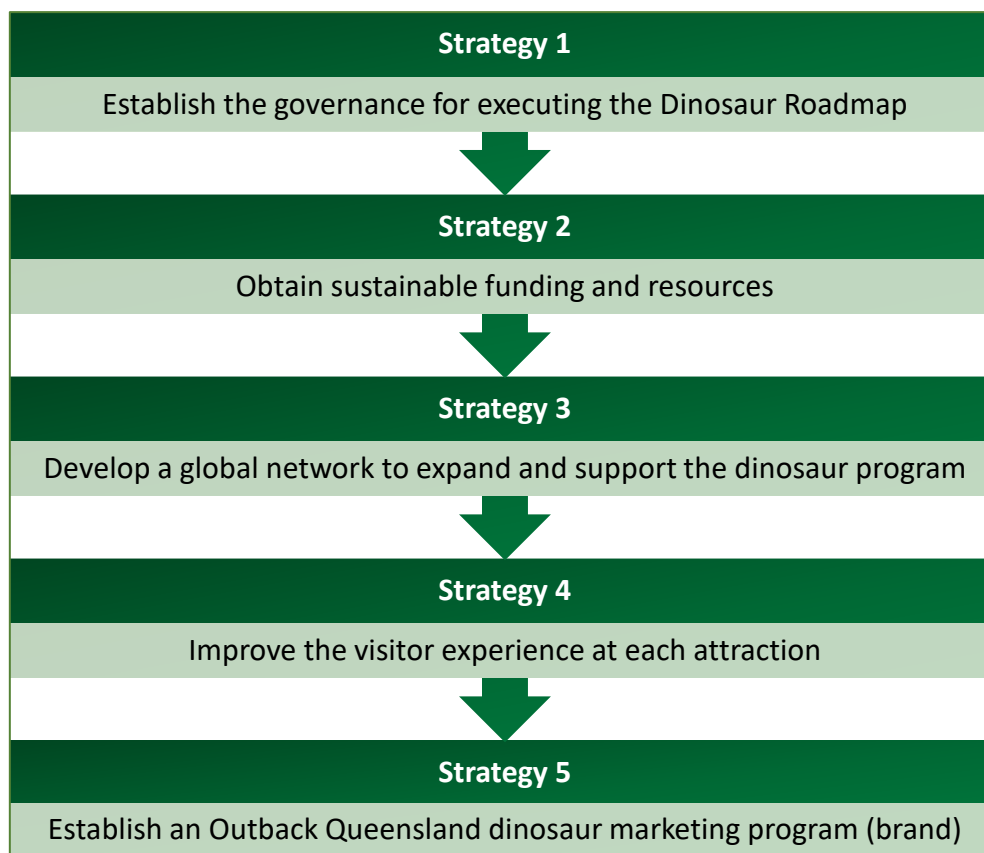 Strategy 1
Establish the governance for executing the Dinosaur Roadmap
Strategy 2
Obtain sustainable funding and resources
Strategy 3
Develop a global network to expand and support the dinosaur program
Strategy 4
Improve the visitor experience at each attraction
Strategy 5
Establish an Outback Queensland dinosaur marketing program (brand)